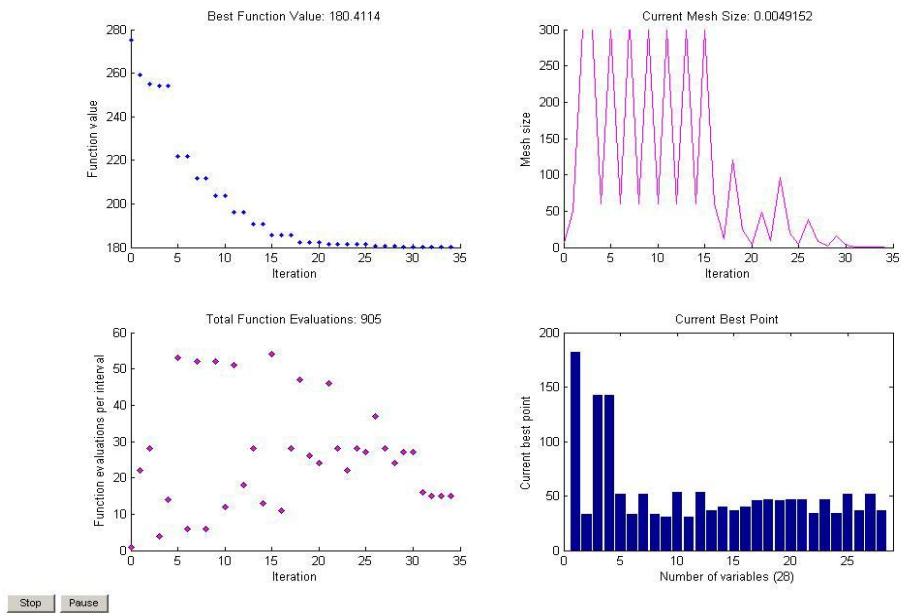 Best Function Value: 180.4114
280
260
240
220
200
180
Function value
0 5 10 15 20 25 30 35
Iteration
Current Mesh Size: 0.0049152
300
250
200
150
100
50
0
Mesh size
0 5 10 15 20 25 30 35
Iteration
Total Function Evaluations: 905
60
50
40
30
20
10
0
Function evaluations per interval
0 5 10 15 20 25 30 35
Iteration
Current Best Point
200
150
100
50
0
Current best point
0 5 10 15 20 25
Number of variables (28)
Stop Pause